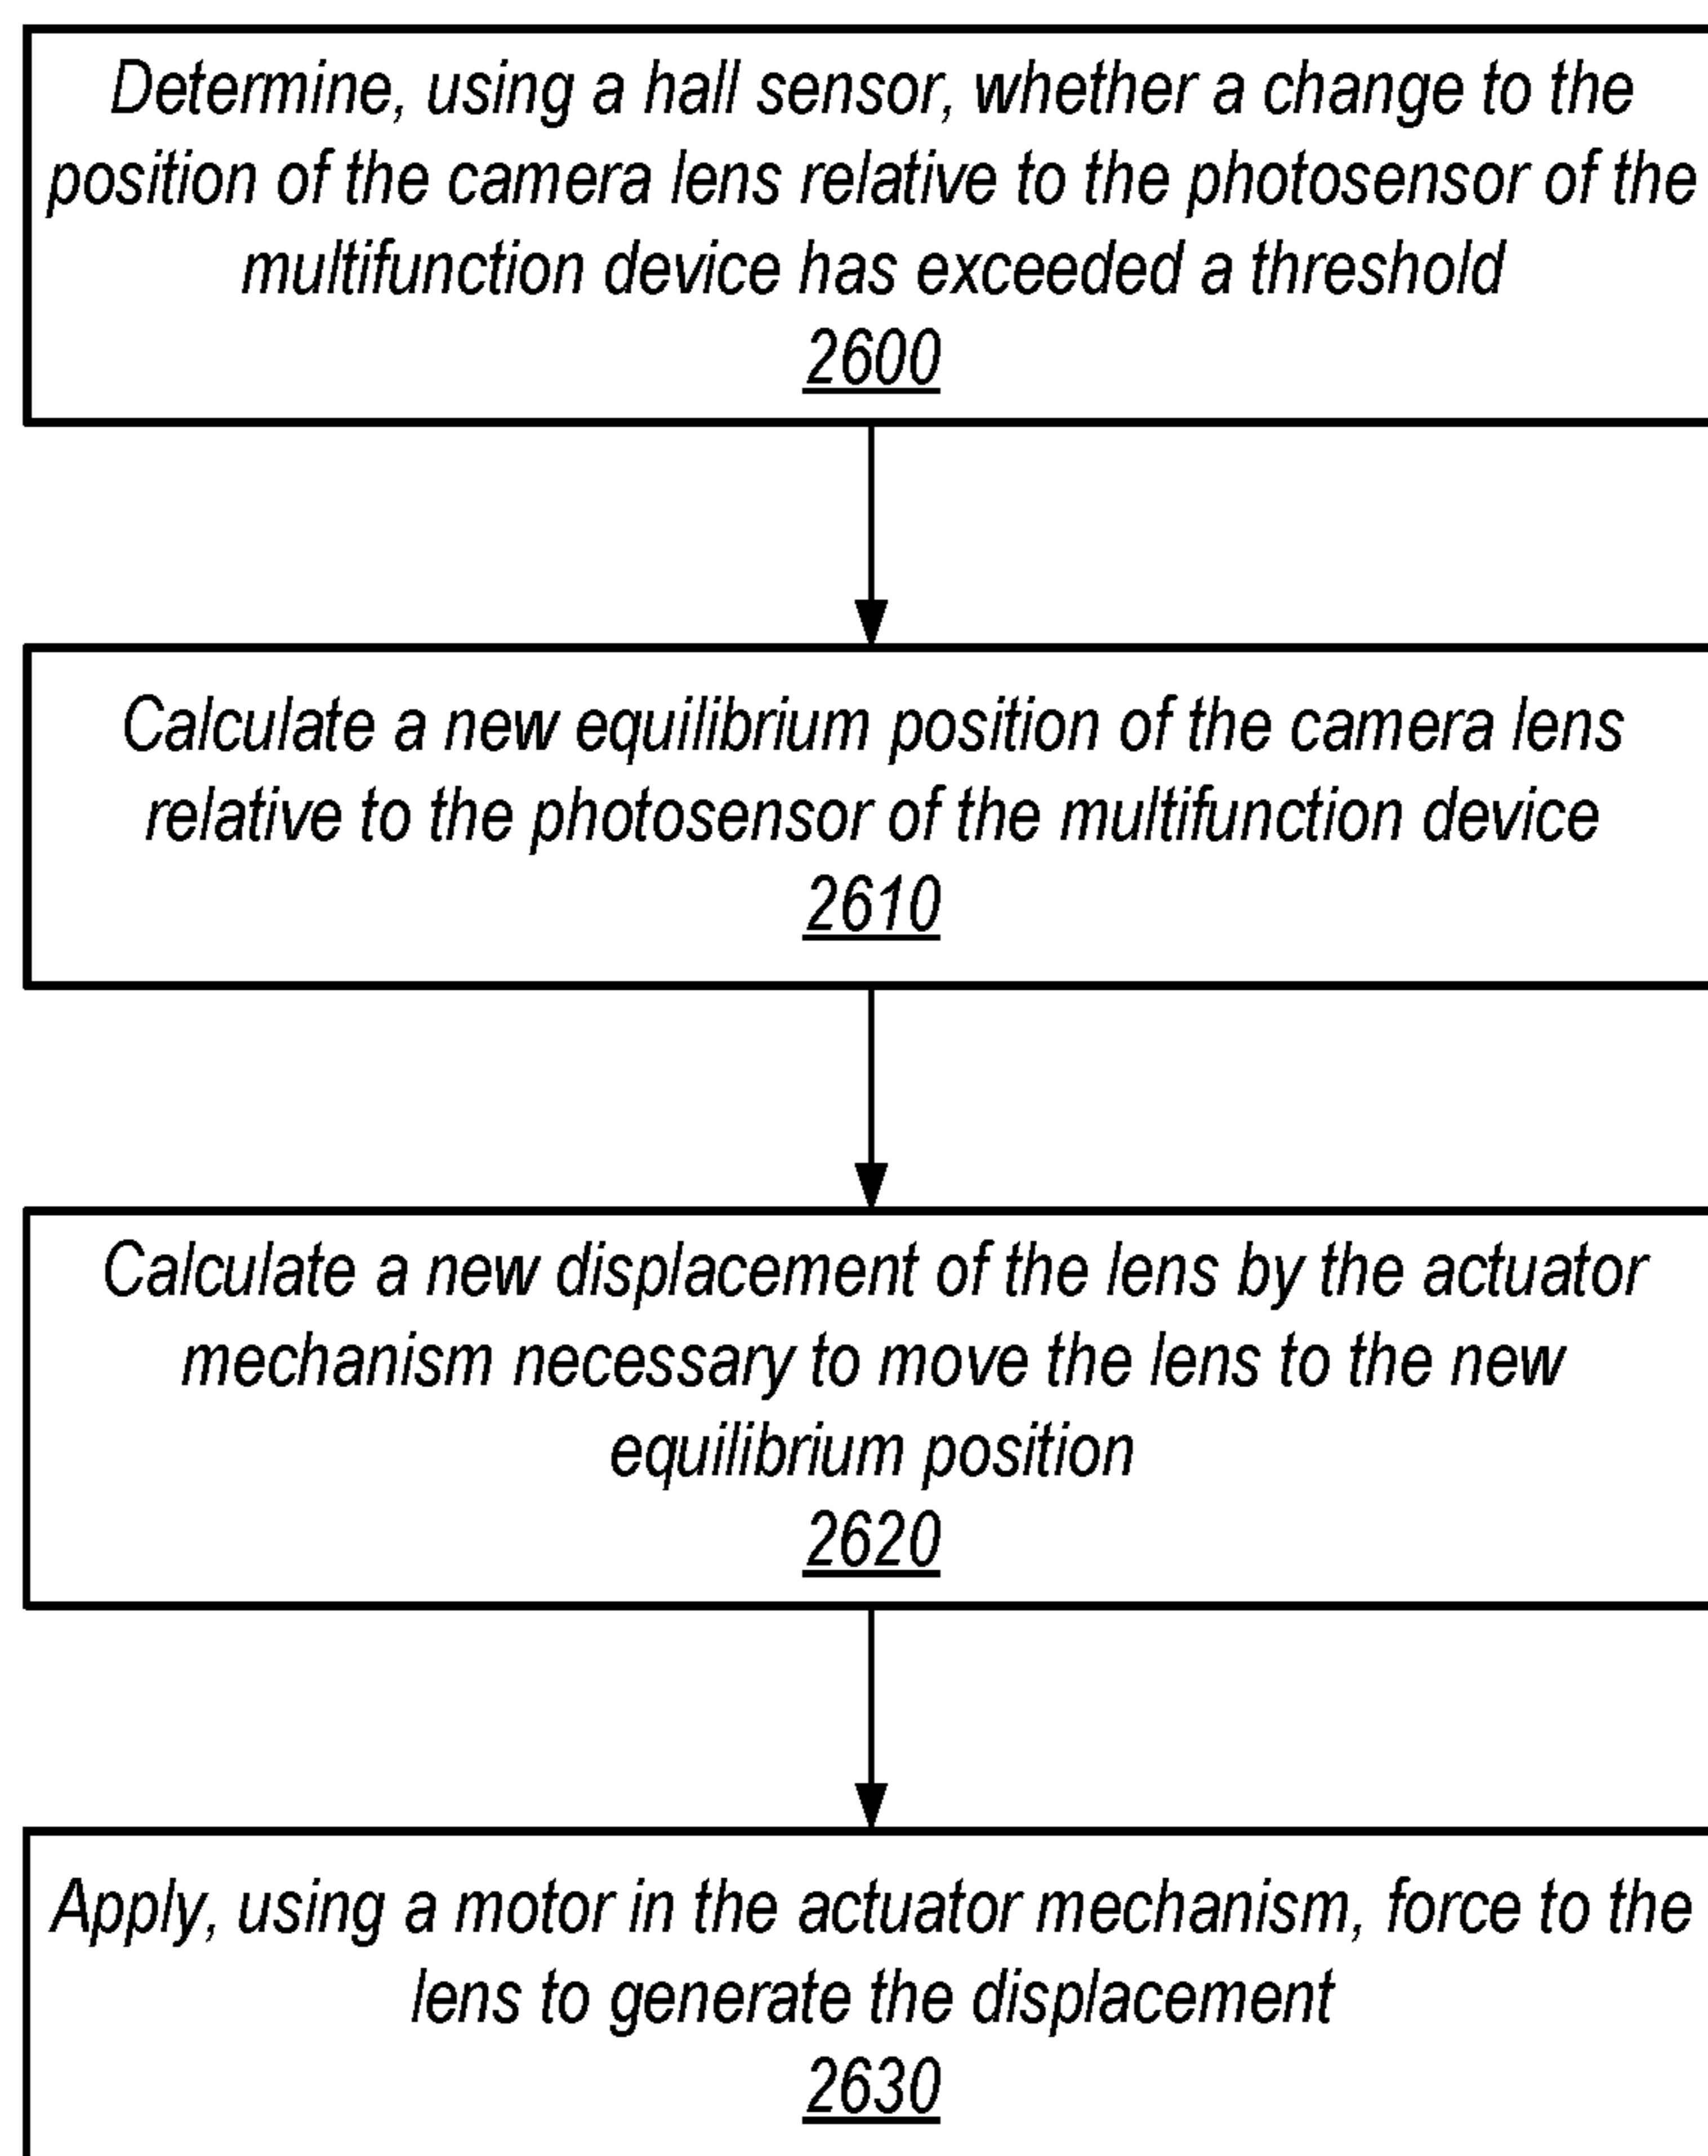 Determine, using a hall sensor, whether a change to the
position of the camera lens relative to the photosensor of the
multifunction device has exceeded a threshold
2600
Calculate a new equilibrium position of the camera lens
relative to the photosensor of the multifunction device
2610
Calculate a new displacement of the lens by the actuator
mechanism necessary to move the lens to the new
equilibrium position
2620
Apply, using a motor in the actuator mechanism, force to the
lens to generate the displacement
2630